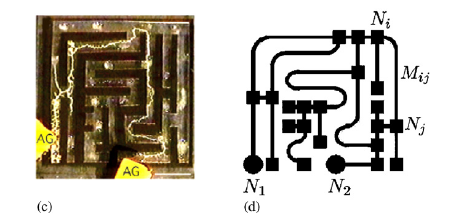 AG
AG
N_i
M_ij
N_j
N_1
N_2
(c)
(d)